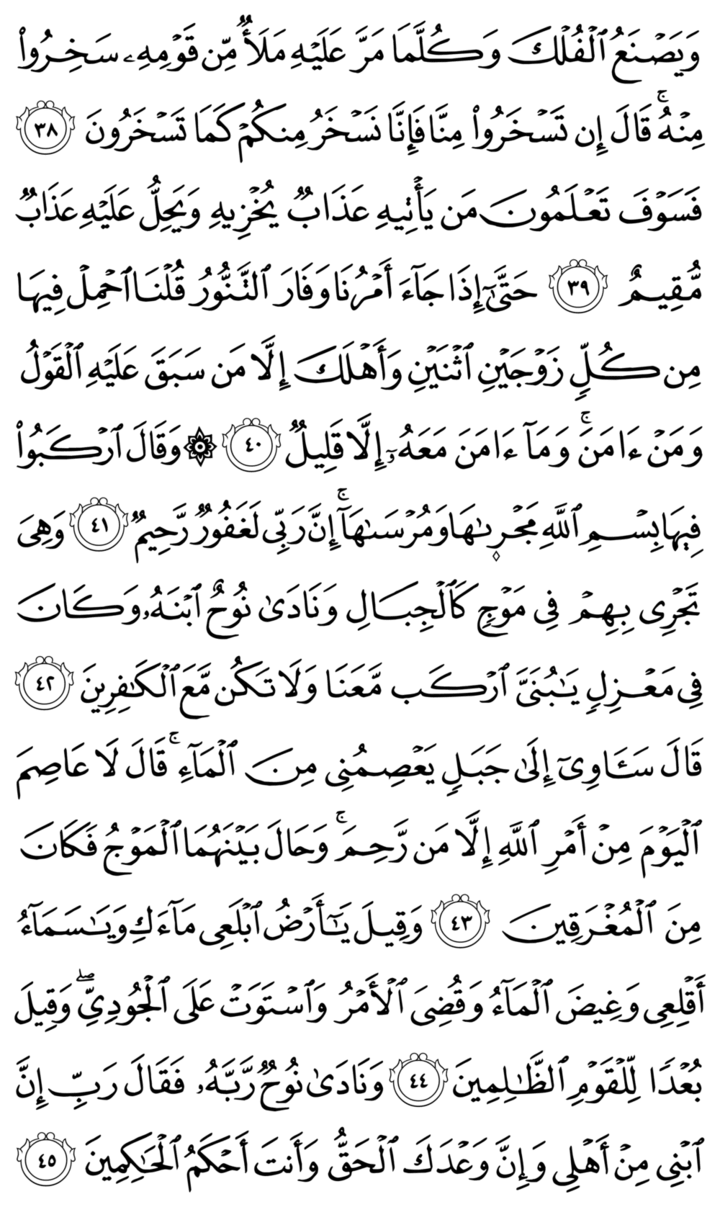 وَيَصْنَعُ ٱلْفُلْكَ وَكُلَّمَا مَرَّ عَلَيْهِ مَلَأٌ مِّن قَوْمِهِۦ سَخِرُوا۟
مِنْهُ ۚ قَالَ إِن تَسْخَرُوا۟ مِنَّا فَإِنَّا نَسْخَرُ مِنكُمْ كَمَا تَسْخَرُونَ ٣٨
فَسَوْفَ تَعْلَمُونَ مَن يَأْتِيهِ عَذَابٌ يُخْزِيهِ وَيَحِلُّ عَلَيْهِ عَذَابٌ
مُّقِيمٌ ٣٩ حَتَّىٰٓ إِذَا جَآءَ أَمْرُنَا وَفَارَ ٱلتَّنُّورُ قُلْنَا ٱحْمِلْ فِيهَا
مِن كُلٍّ زَوْجَيْنِ ٱثْنَيْنِ وَأَهْلَكَ إِلَّا مَن سَبَقَ عَلَيْهِ ٱلْقَوْلُ
وَمَنْ ءَامَنَ ۚ وَمَآ ءَامَنَ مَعَهُۥٓ إِلَّا قَلِيلٌ ٤٠ ۞ وَقَالَ ٱرْكَبُوا۟
فِيهَا بِسْمِ ٱللَّهِ مَجْر۪ىٰهَا وَمُرْسَىٰهَآ ۚ إِنَّ رَبِّى لَغَفُورٌ رَّحِيمٌ ٤١ وَهِىَ
تَجْرِى بِهِمْ فِى مَوْجٍ كَٱلْجِبَالِ وَنَادَىٰ نُوحٌ ٱبْنَهُۥ وَكَانَ
فِى مَعْزِلٍ يَـٰبُنَىَّ ٱرْكَب مَّعَنَا وَلَا تَكُن مَّعَ ٱلْكَـٰفِرِينَ ٤٢
قَالَ سَـَٔاوِىٓ إِلَىٰ جَبَلٍ يَعْصِمُنِى مِنَ ٱلْمَآءِ ۚ قَالَ لَا عَاصِمَ
ٱلْيَوْمَ مِنْ أَمْرِ ٱللَّهِ إِلَّا مَن رَّحِمَ ۚ وَحَالَ بَيْنَهُمَا ٱلْمَوْجُ فَكَانَ
مِنَ ٱلْمُغْرَقِينَ ٤٣ وَقِيلَ يَـٰٓأَرْضُ ٱبْلَعِى مَآءَكِ وَيَـٰسَمَآءُ
أَقْلِعِى وَغِيضَ ٱلْمَآءُ وَقُضِىَ ٱلْأَمْرُ وَٱسْتَوَتْ عَلَى ٱلْجُودِىِّ ۖ وَقِيلَ
بُعْدًا لِّلْقَوْمِ ٱلظَّـٰلِمِينَ ٤٤ وَنَادَىٰ نُوحٌ رَّبَّهُۥ فَقَالَ رَبِّ إِنَّ
ٱبْنِى مِنْ أَهْلِى وَإِنَّ وَعْدَكَ ٱلْحَقُّ وَأَنتَ أَحْكَمُ ٱلْحَـٰكِمِينَ ٤٥